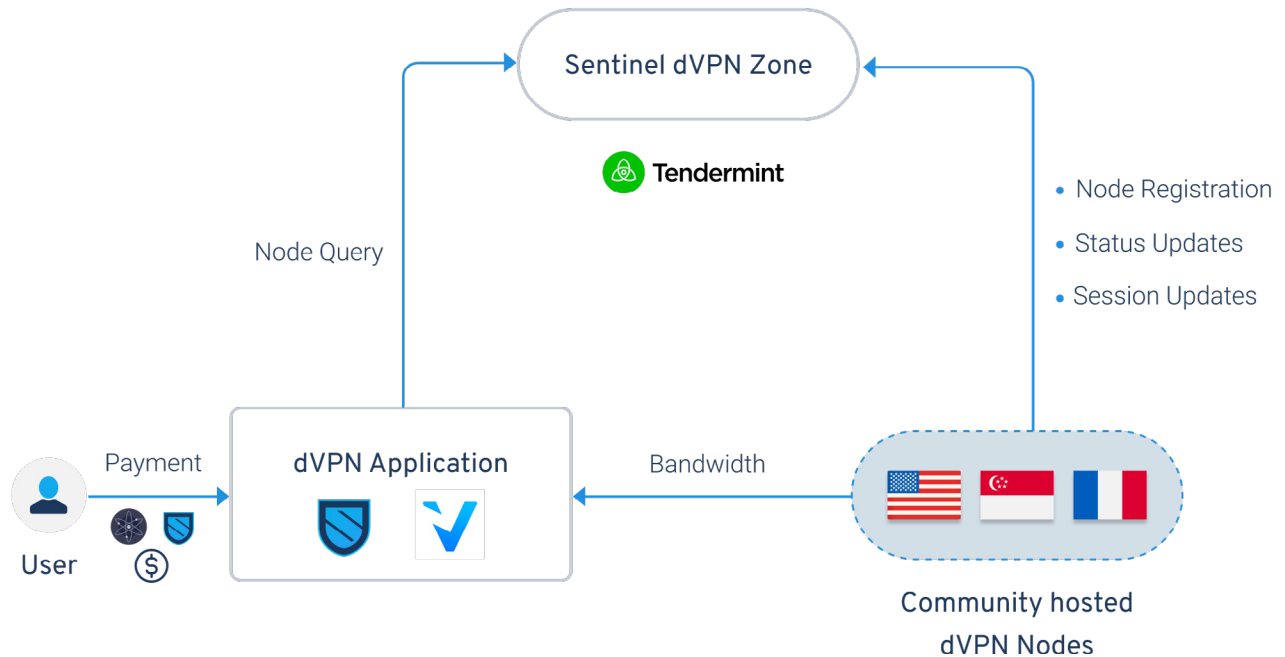 Sentinel dVPN Zone
Tendermint
Node Registration
Status Updates
Session Updates
Node Query
Payment
User
$
dVPN Application
Bandwidth
Community hosted
dVPN Nodes